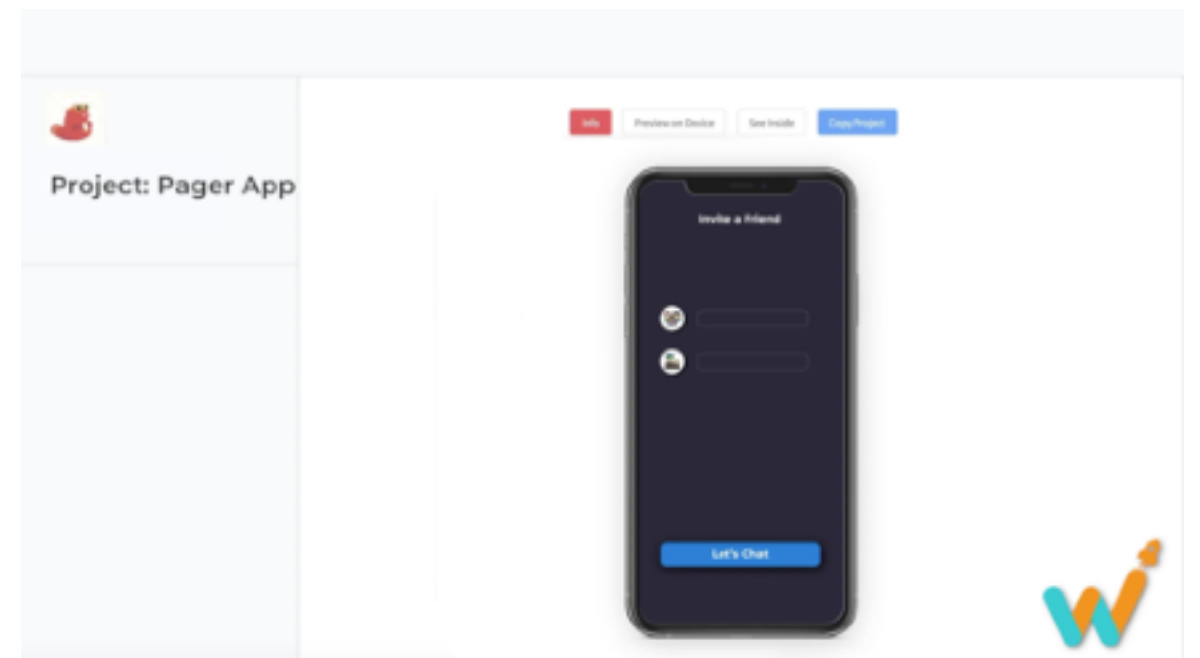 Project: Pager App
Info
Preview on Device
See Inside
Copy Project
Invite a Friend
Let's Chat